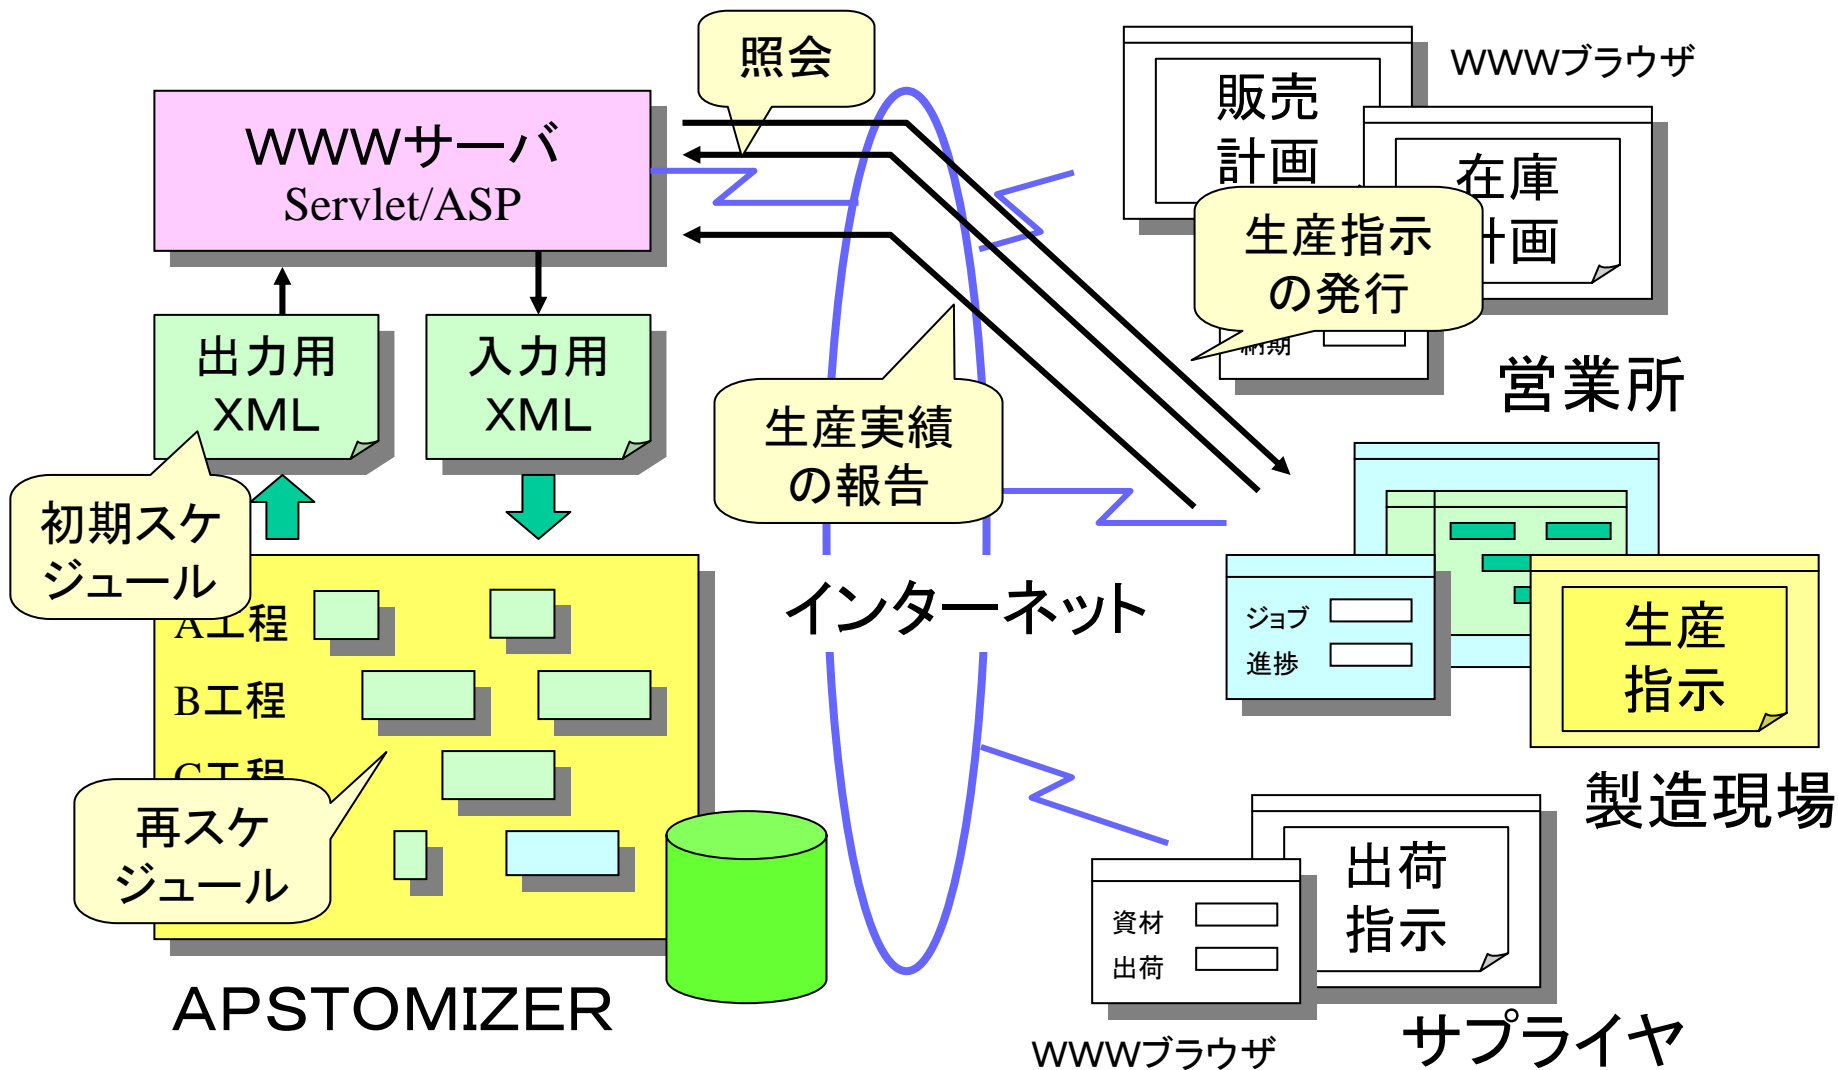 照会
WWWブラウザ
販売
計画
WWWサーバ
Servlet/ASP
在庫
計画
生産指示
の発行
納期
営業所
出力用
XML
入力用
XML
生産実績
の報告
初期スケ
ジュール
インターネット
A工程
B工程
C工程
ジョブ
進捗
生産
指示
製造現場
再スケ
ジュール
出荷
指示
資材
出荷
APSTOMIZER
サプライヤ
WWWブラウザ